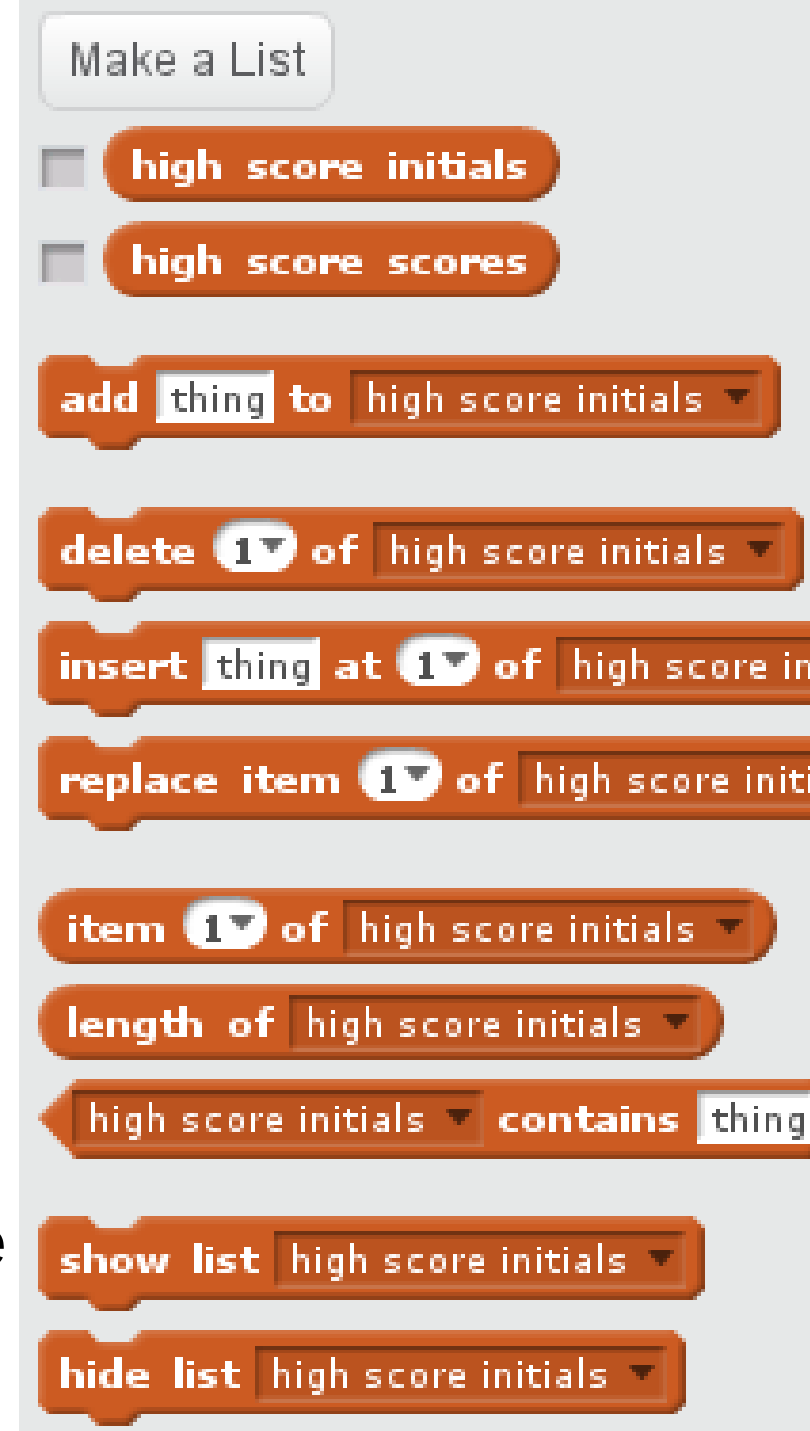 Make a List
high score initials
high score scores
add thing to high score initials
delete 1 of high score initials
insert thing at 1 of high score in
replace item 1 of high score initi
item 1 of high score initials
length of high score initials
high score initials contains thing
e
show list high score initials
hide list high score initials